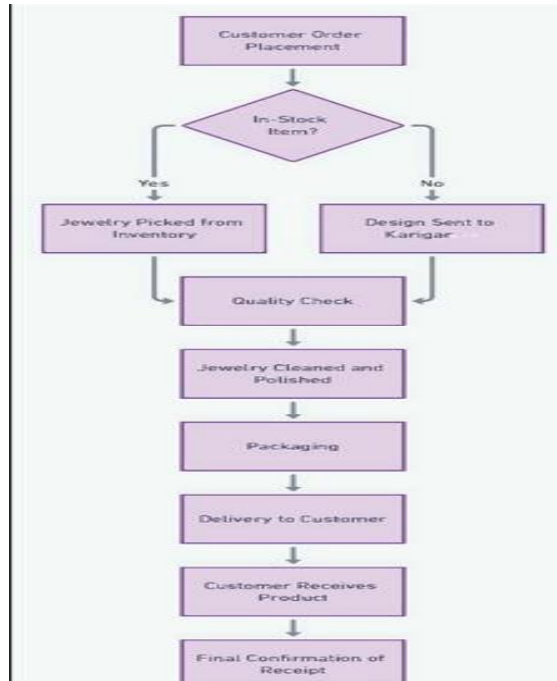 Customer Order
Placement
In-Stock
Item?
Yes
No
Jewelry Picked from
Inventory
Design Sent to
Karigar
Quality Check
Jewelry Cleaned and
Polished
Packaging
Delivery to Customer
Customer Receives
Product
Final Confirmation of
Receipt